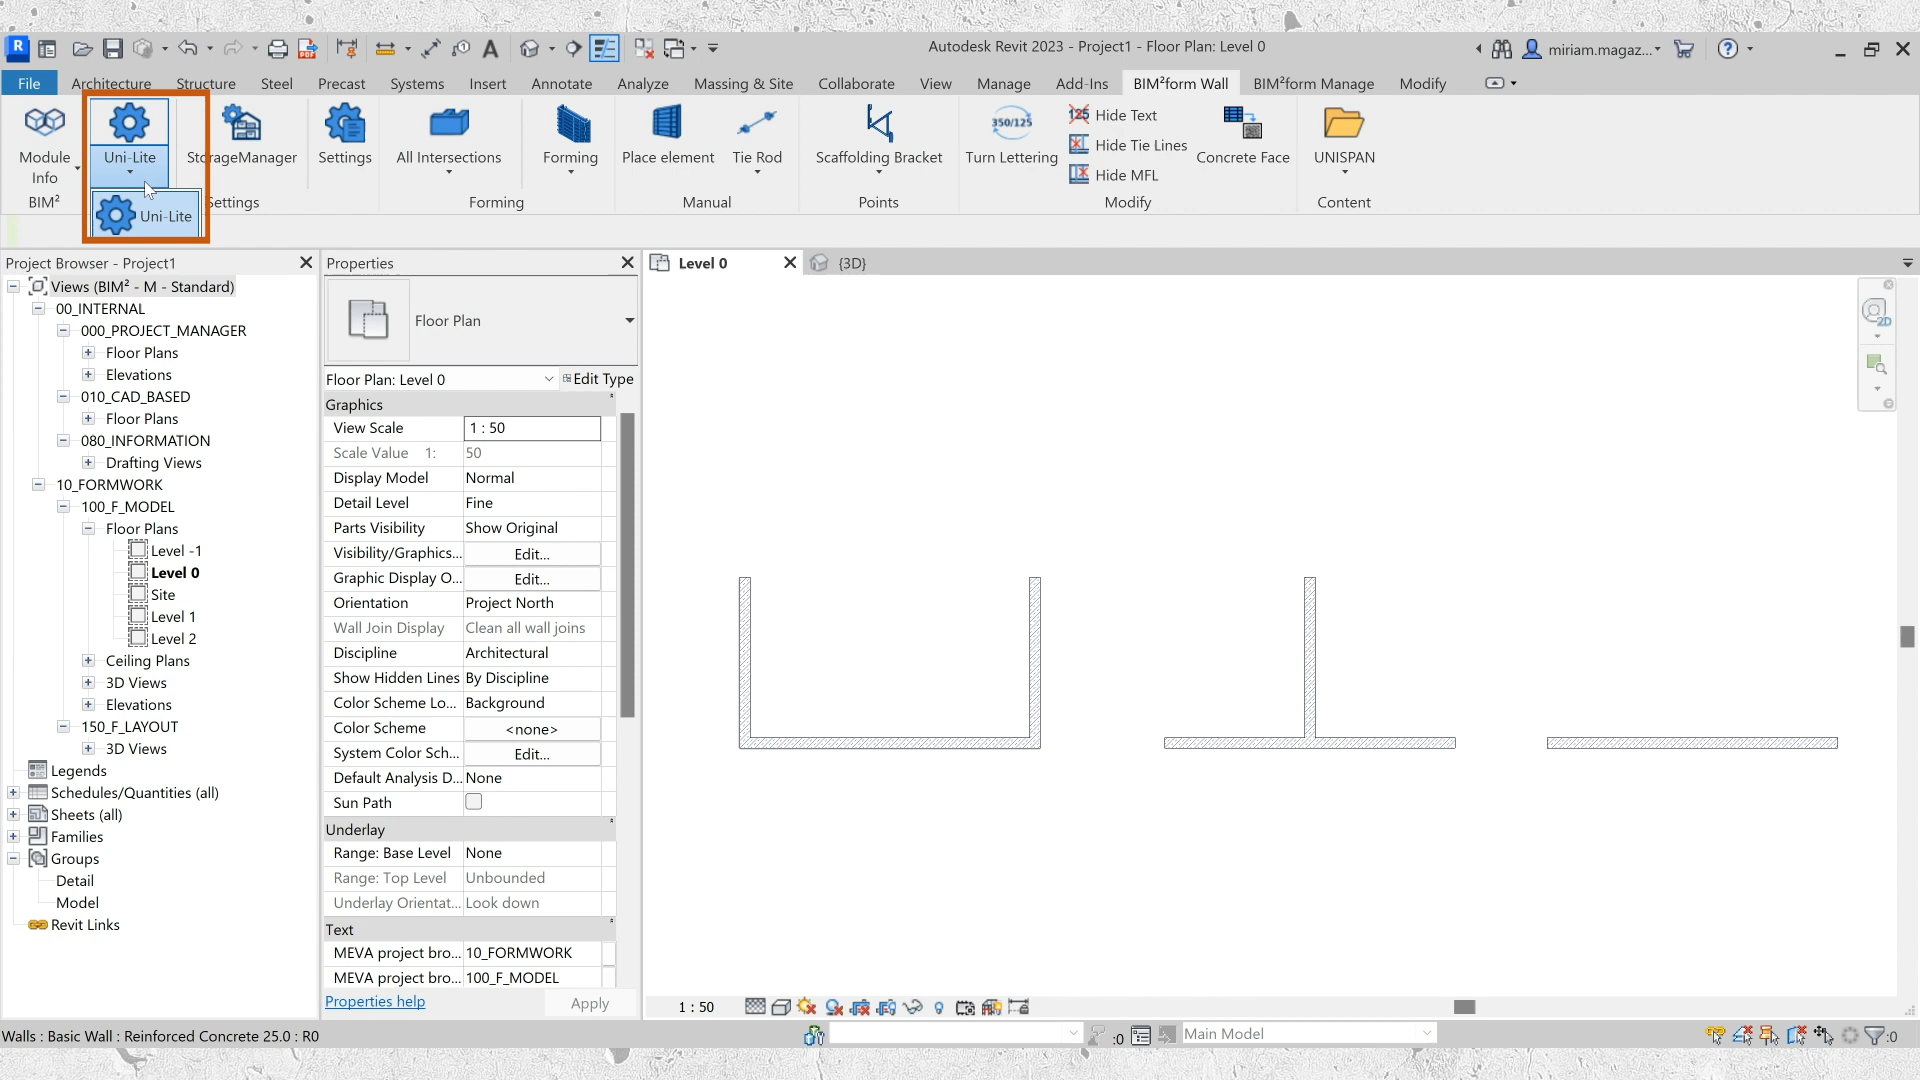 Autodesk Revit 2023 - Project1 - Floor Plan: Level 0
miriam.magaz...
File Architecture Structure Steel Precast Systems Insert Annotate Analyze Massing & Site Collaborate View Manage Add-Ins BIM²form Wall BIM²form Manage Modify
Module Info
Uni-Lite
StorageManager
Settings
All Intersections
Forming
Place element
Tie Rod
Scaffolding Bracket
350/125
Turn Lettering
125 Hide Text
Hide Tie Lines
Hide MFL
Concrete Face
UNISPAN
BIM²
Settings
Forming
Manual
Points
Modify
Content
Uni-Lite
Project Browser - Project1
Views (BIM² - M - Standard)
00_INTERNAL
000_PROJECT_MANAGER
Floor Plans
Elevations
010_CAD_BASED
Floor Plans
080_INFORMATION
Drafting Views
10_FORMWORK
100_F_MODEL
Floor Plans
Level -1
Level 0
Site
Level 1
Level 2
Ceiling Plans
3D Views
Elevations
150_F_LAYOUT
3D Views
Legends
Schedules/Quantities (all)
Sheets (all)
Families
Groups
Detail
Model
Revit Links
Properties
Floor Plan
Floor Plan: Level 0 Edit Type
Graphics
View Scale 1 : 50
Scale Value 1: 50
Display Model Normal
Detail Level Fine
Parts Visibility Show Original
Visibility/Graphics... Edit...
Graphic Display O... Edit...
Orientation Project North
Wall Join Display Clean all wall joins
Discipline Architectural
Show Hidden Lines By Discipline
Color Scheme Lo... Background
Color Scheme <none>
System Color Sch... Edit...
Default Analysis D... None
Sun Path
Underlay
Range: Base Level None
Range: Top Level Unbounded
Underlay Orientat... Look down
Text
MEVA project bro... 10_FORMWORK
MEVA project bro... 100_F_MODEL
Properties help Apply
Level 0
{3D}
2D
1 : 50
Walls : Basic Wall : Reinforced Concrete 25.0 : R0
:0
Main Model
:0